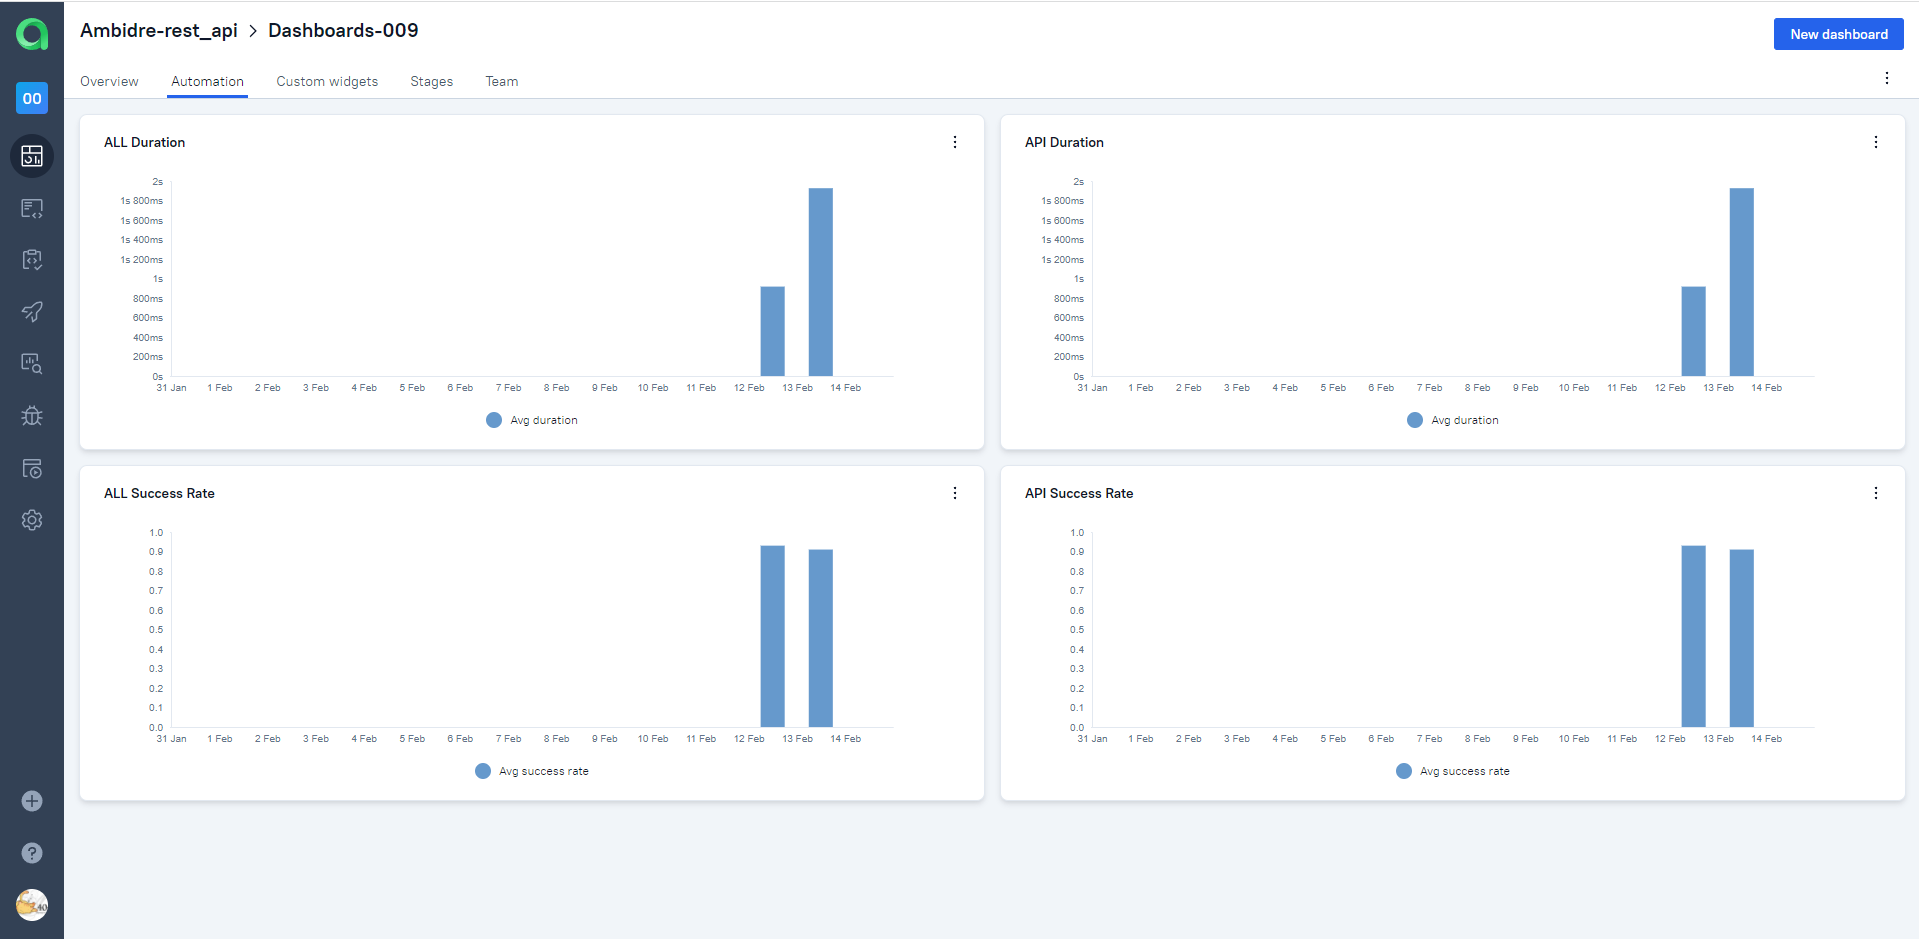 Ambidre-rest_api > Dashboards-009
New dashboard
00
Overview Automation Custom widgets Stages Team
ALL Duration
2s
1s 800ms
1s 600ms
1s 400ms
1s 200ms
1s
800ms
600ms
400ms
200ms
0s
31 Jan 1 Feb 2 Feb 3 Feb 4 Feb 5 Feb 6 Feb 7 Feb 8 Feb 9 Feb 10 Feb 11 Feb 12 Feb 13 Feb 14 Feb
Avg duration
API Duration
2s
1s 800ms
1s 600ms
1s 400ms
1s 200ms
1s
800ms
600ms
400ms
200ms
0s
31 Jan 1 Feb 2 Feb 3 Feb 4 Feb 5 Feb 6 Feb 7 Feb 8 Feb 9 Feb 10 Feb 11 Feb 12 Feb 13 Feb 14 Feb
Avg duration
ALL Success Rate
1.0
0.9
0.8
0.7
0.6
0.5
0.4
0.3
0.2
0.1
0.0
31 Jan 1 Feb 2 Feb 3 Feb 4 Feb 5 Feb 6 Feb 7 Feb 8 Feb 9 Feb 10 Feb 11 Feb 12 Feb 13 Feb 14 Feb
Avg success rate
API Success Rate
1.0
0.9
0.8
0.7
0.6
0.5
0.4
0.3
0.2
0.1
0.0
31 Jan 1 Feb 2 Feb 3 Feb 4 Feb 5 Feb 6 Feb 7 Feb 8 Feb 9 Feb 10 Feb 11 Feb 12 Feb 13 Feb 14 Feb
Avg success rate